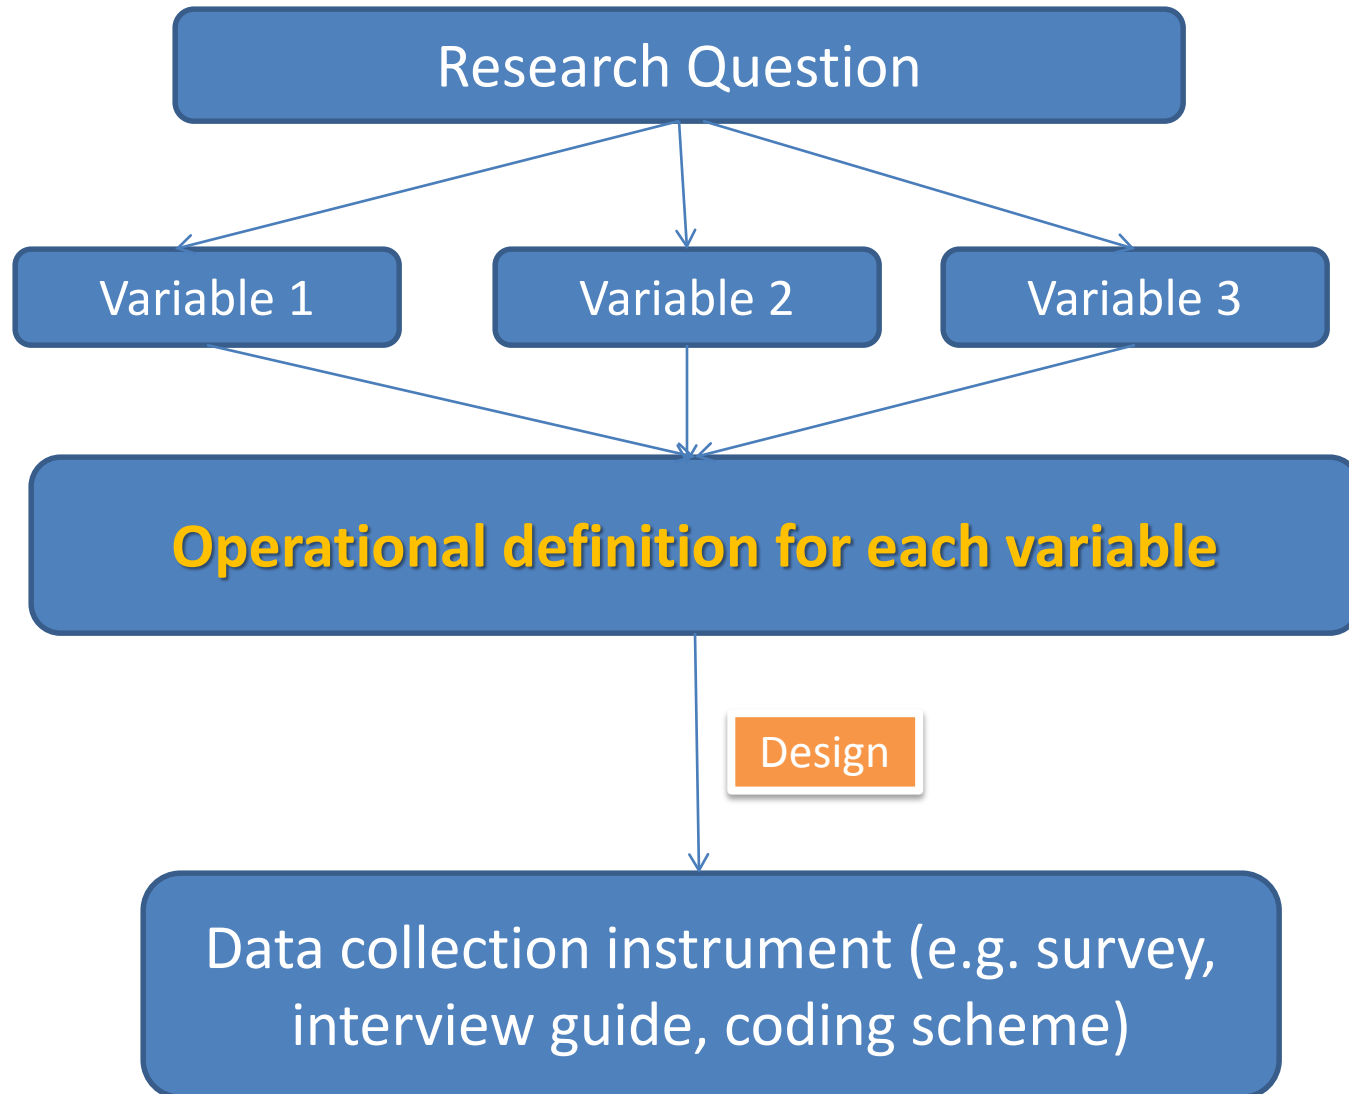 Research Question
Variable 1
Variable 2
Variable 3
Operational definition for each variable
Design
Data collection instrument (e.g. survey,
interview guide, coding scheme)